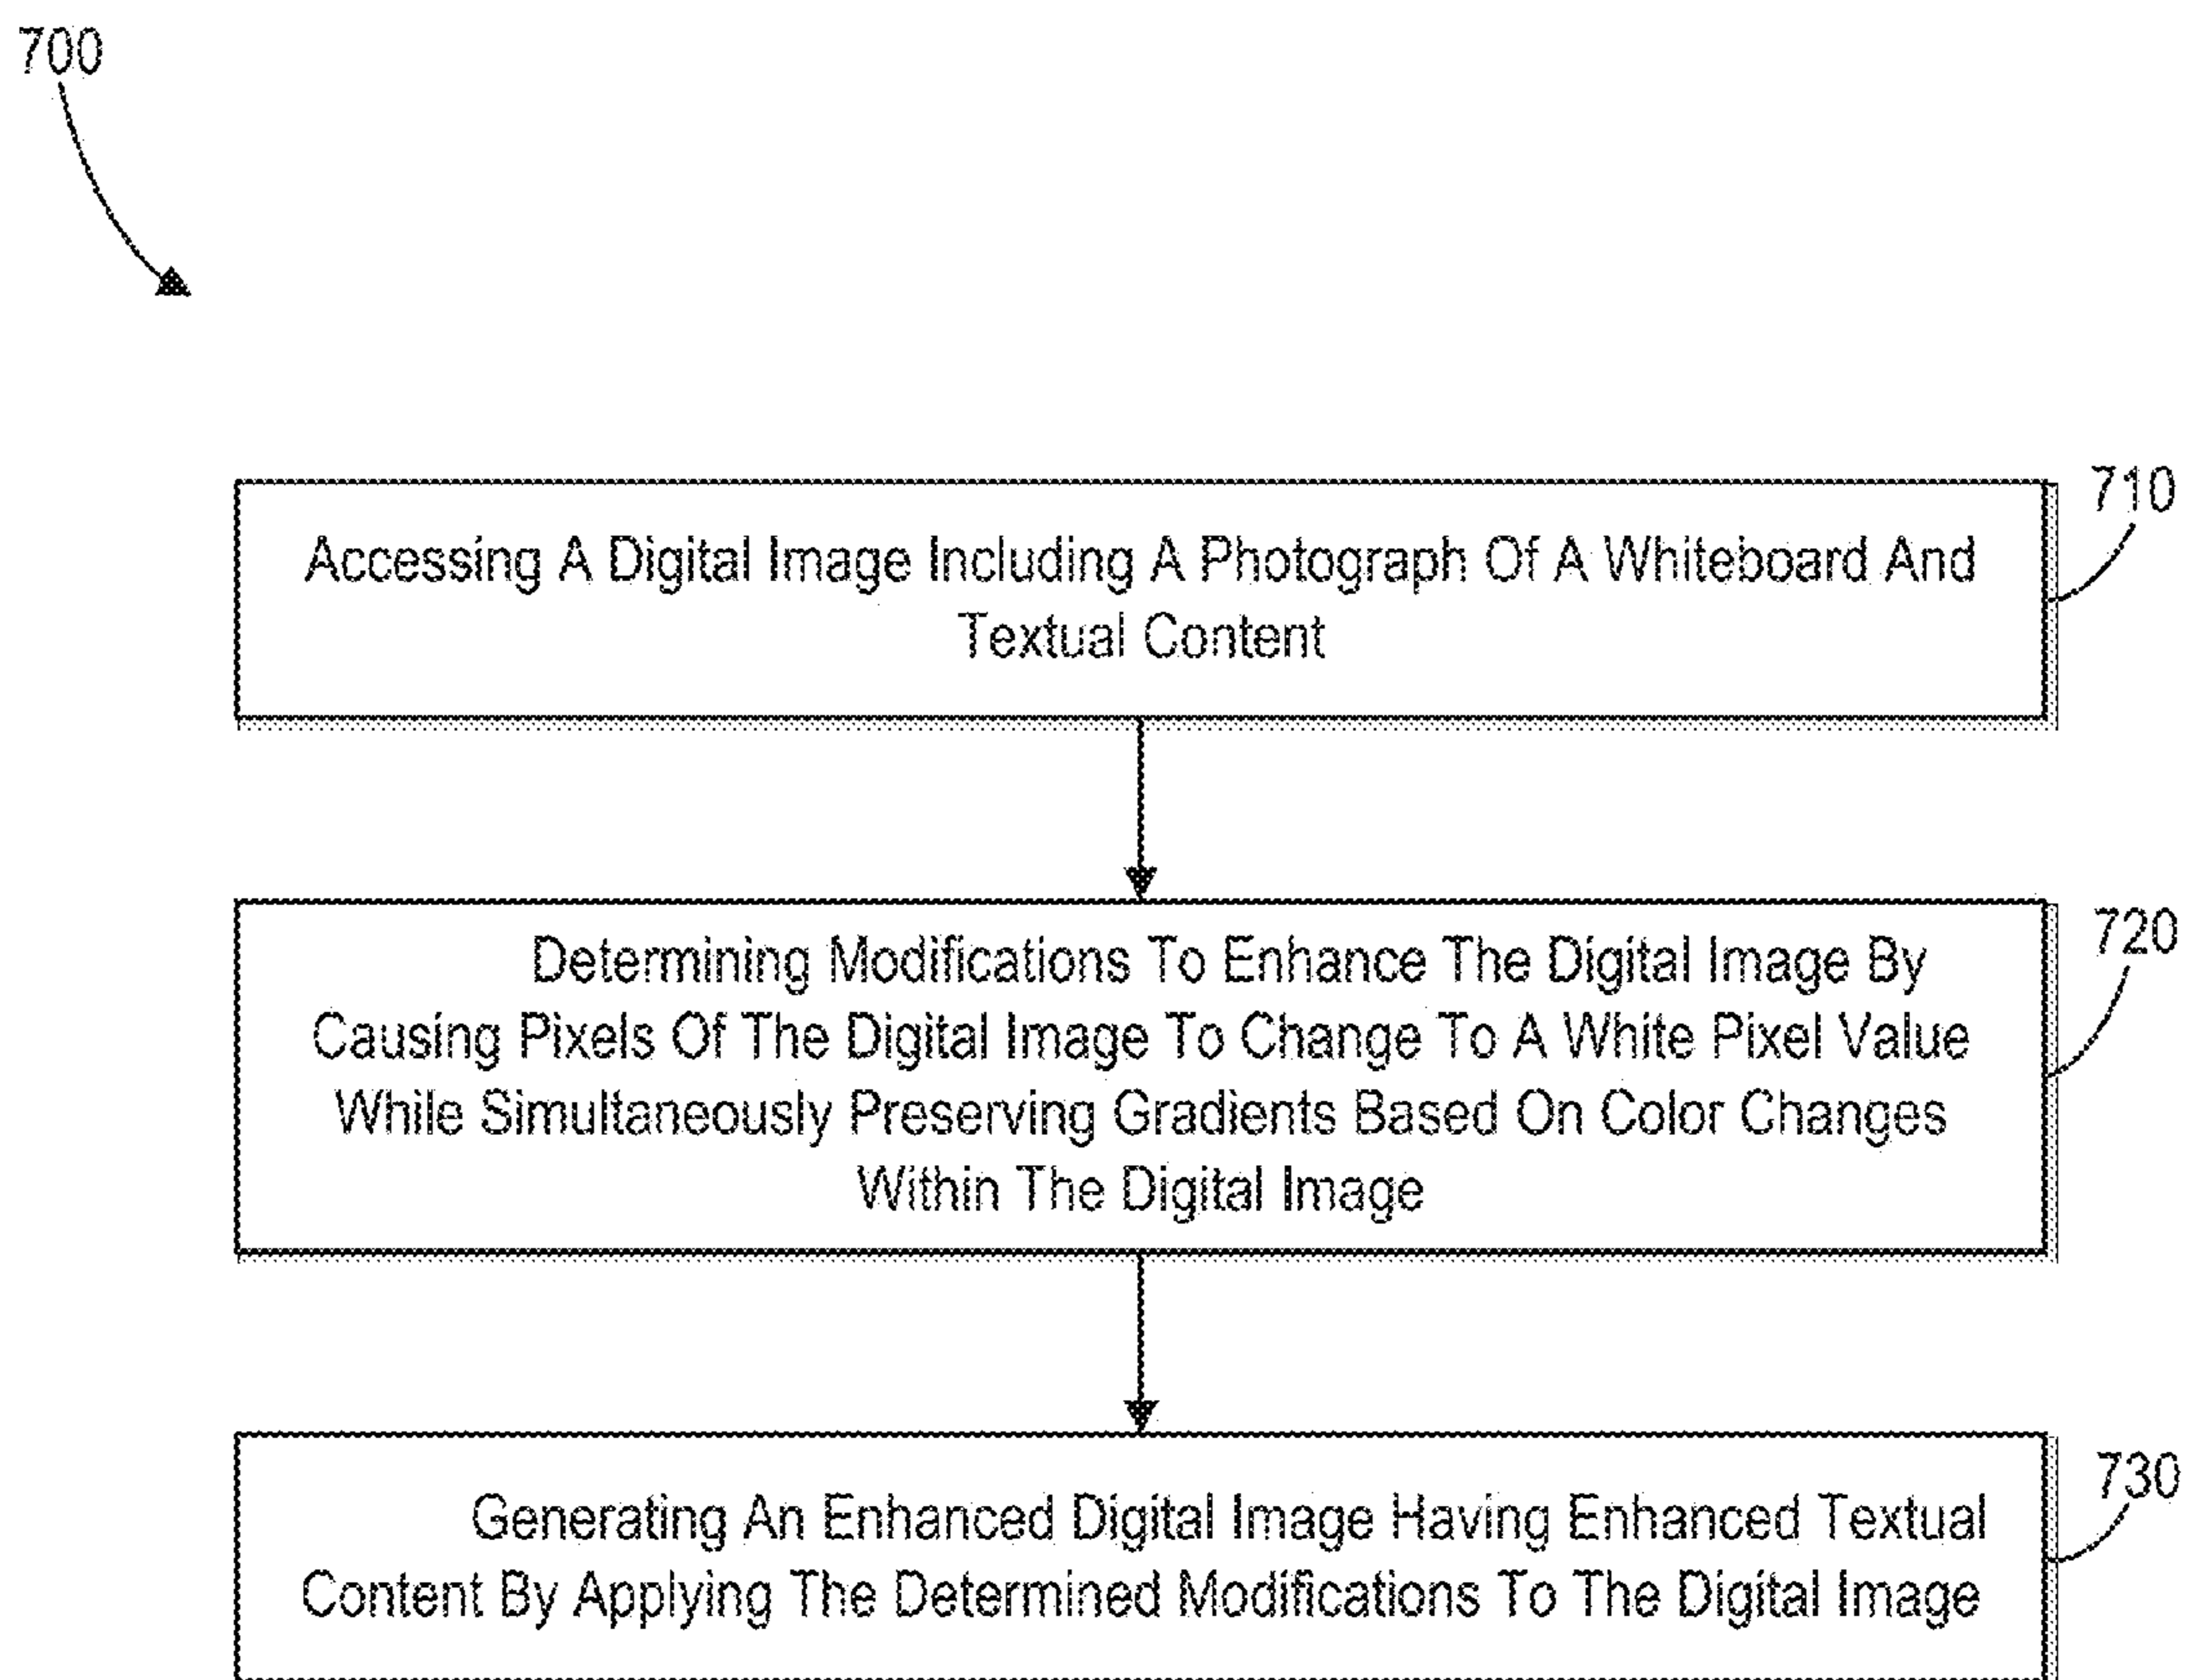 700
710
Accessing A Digital Image Including A Photograph Of A Whiteboard And
Textual Content
720
Determining Modifications To Enhance The Digital Image By
Causing Pixels Of The Digital Image To Change To A White Pixel Value
While Simultaneously Preserving Gradients Based On Color Changes
Within The Digital Image
730
Generating An Enhanced Digital Image Having Enhanced Textual
Content By Applying The Determined Modifications To The Digital Image